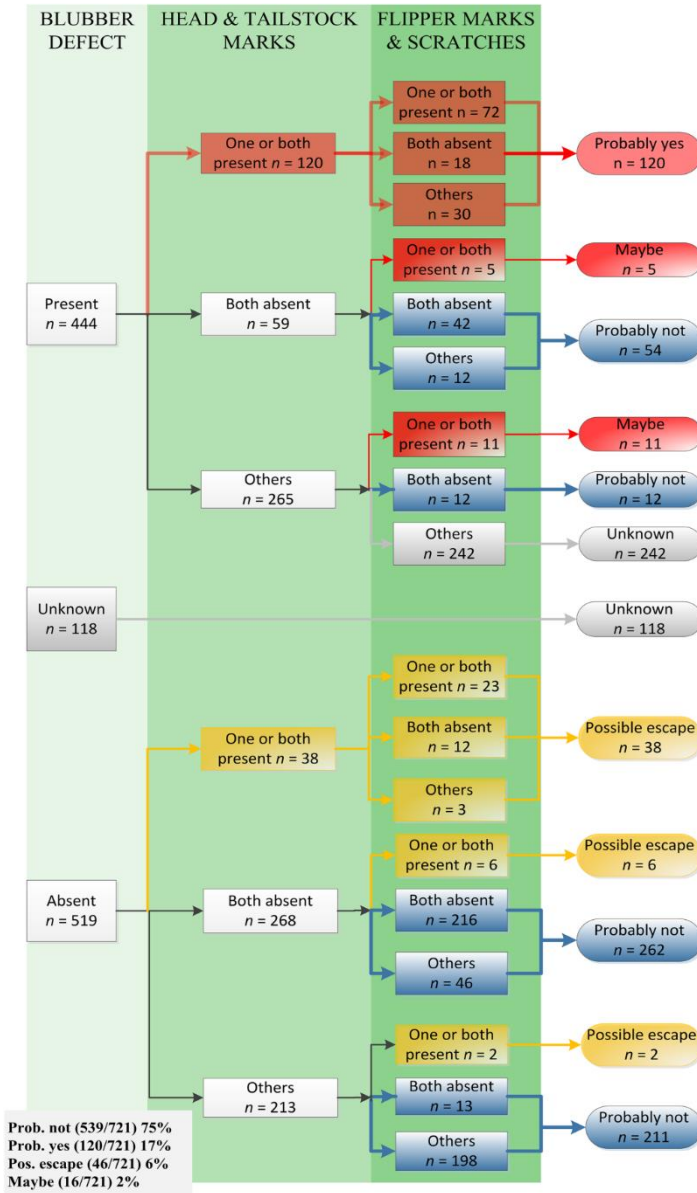 BLUBBER
DEFECT
HEAD & TAILSTOCK
MARKS
FLIPPER MARKS
& SCRATCHES
One or both
present n = 72
One or both
present n = 120
Both absent
n = 18
Probably yes
n = 120
Others
n = 30
One or both
present n = 5
Maybe
n = 5
Present
n = 444
Both absent
n = 59
Both absent
n = 42
Probably not
n = 54
Others
n = 12
One or both
present n = 11
Maybe
n = 11
Others
n = 265
Both absent
n = 12
Probably not
n = 12
Others
n = 242
Unknown
n = 242
Unknown
n = 118
Unknown
n = 118
One or both
present n = 23
One or both
present n = 38
Both absent
n = 12
Possible escape
n = 38
Others
n = 3
One or both
present n = 6
Possible escape
n = 6
Absent
n = 519
Both absent
n = 268
Both absent
n = 216
Probably not
n = 262
Others
n = 46
One or both
present n = 2
Possible escape
n = 2
Others
n = 213
Both absent
n = 13
Probably not
n = 211
Others
n = 198
Prob. not (539/721) 75%
Prob. yes (120/721) 17%
Pos. escape (46/721) 6%
Maybe (16/721) 2%